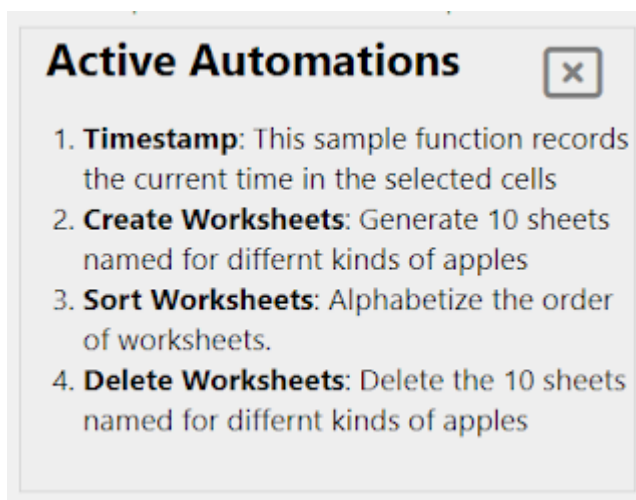 Active Automations
1. Timestamp: This sample function records
the current time in the selected cells
2. Create Worksheets: Generate 10 sheets
named for differnt kinds of apples
3. Sort Worksheets: Alphabetize the order
of worksheets.
4. Delete Worksheets: Delete the 10 sheets
named for differnt kinds of apples